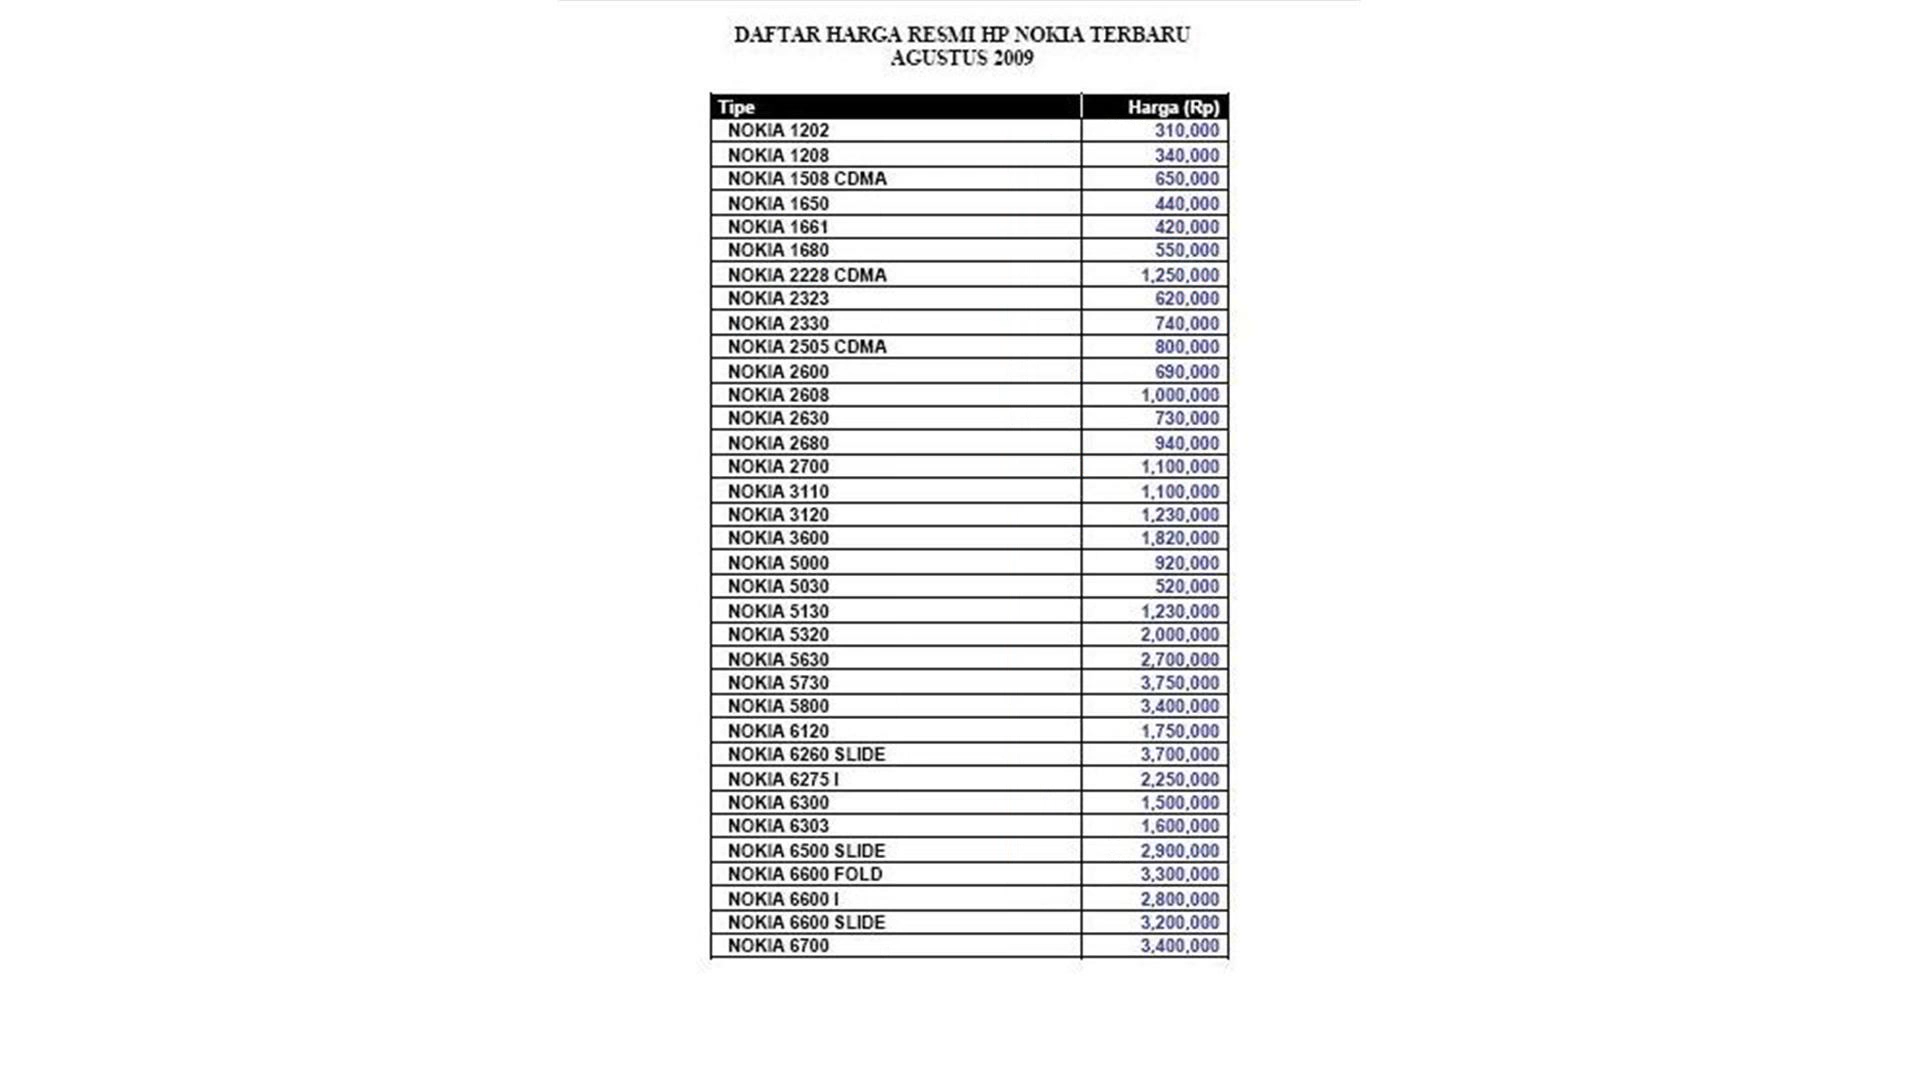 DAFTAR HARGA RESMI HP NOKIA TERBARU
AGUSTUS 2009
Tipe Harga (Rp)
NOKIA 1202 310,000
NOKIA 1208 340,000
NOKIA 1508 CDMA 650,000
NOKIA 1650 440,000
NOKIA 1661 420,000
NOKIA 1680 550,000
NOKIA 2228 CDMA 1,250,000
NOKIA 2323 620,000
NOKIA 2330 740,000
NOKIA 2505 CDMA 800,000
NOKIA 2600 690,000
NOKIA 2608 1,000,000
NOKIA 2630 730,000
NOKIA 2680 940,000
NOKIA 2700 1,100,000
NOKIA 3110 1,100,000
NOKIA 3120 1,230,000
NOKIA 3600 1,820,000
NOKIA 5000 920,000
NOKIA 5030 520,000
NOKIA 5130 1,230,000
NOKIA 5320 2,000,000
NOKIA 5630 2,700,000
NOKIA 5730 3,750,000
NOKIA 5800 3,400,000
NOKIA 6120 1,750,000
NOKIA 6260 SLIDE 3,700,000
NOKIA 6275 I 2,250,000
NOKIA 6300 1,500,000
NOKIA 6303 1,600,000
NOKIA 6500 SLIDE 2,900,000
NOKIA 6600 FOLD 3,300,000
NOKIA 6600 I 2,800,000
NOKIA 6600 SLIDE 3,200,000
NOKIA 6700 3,400,000